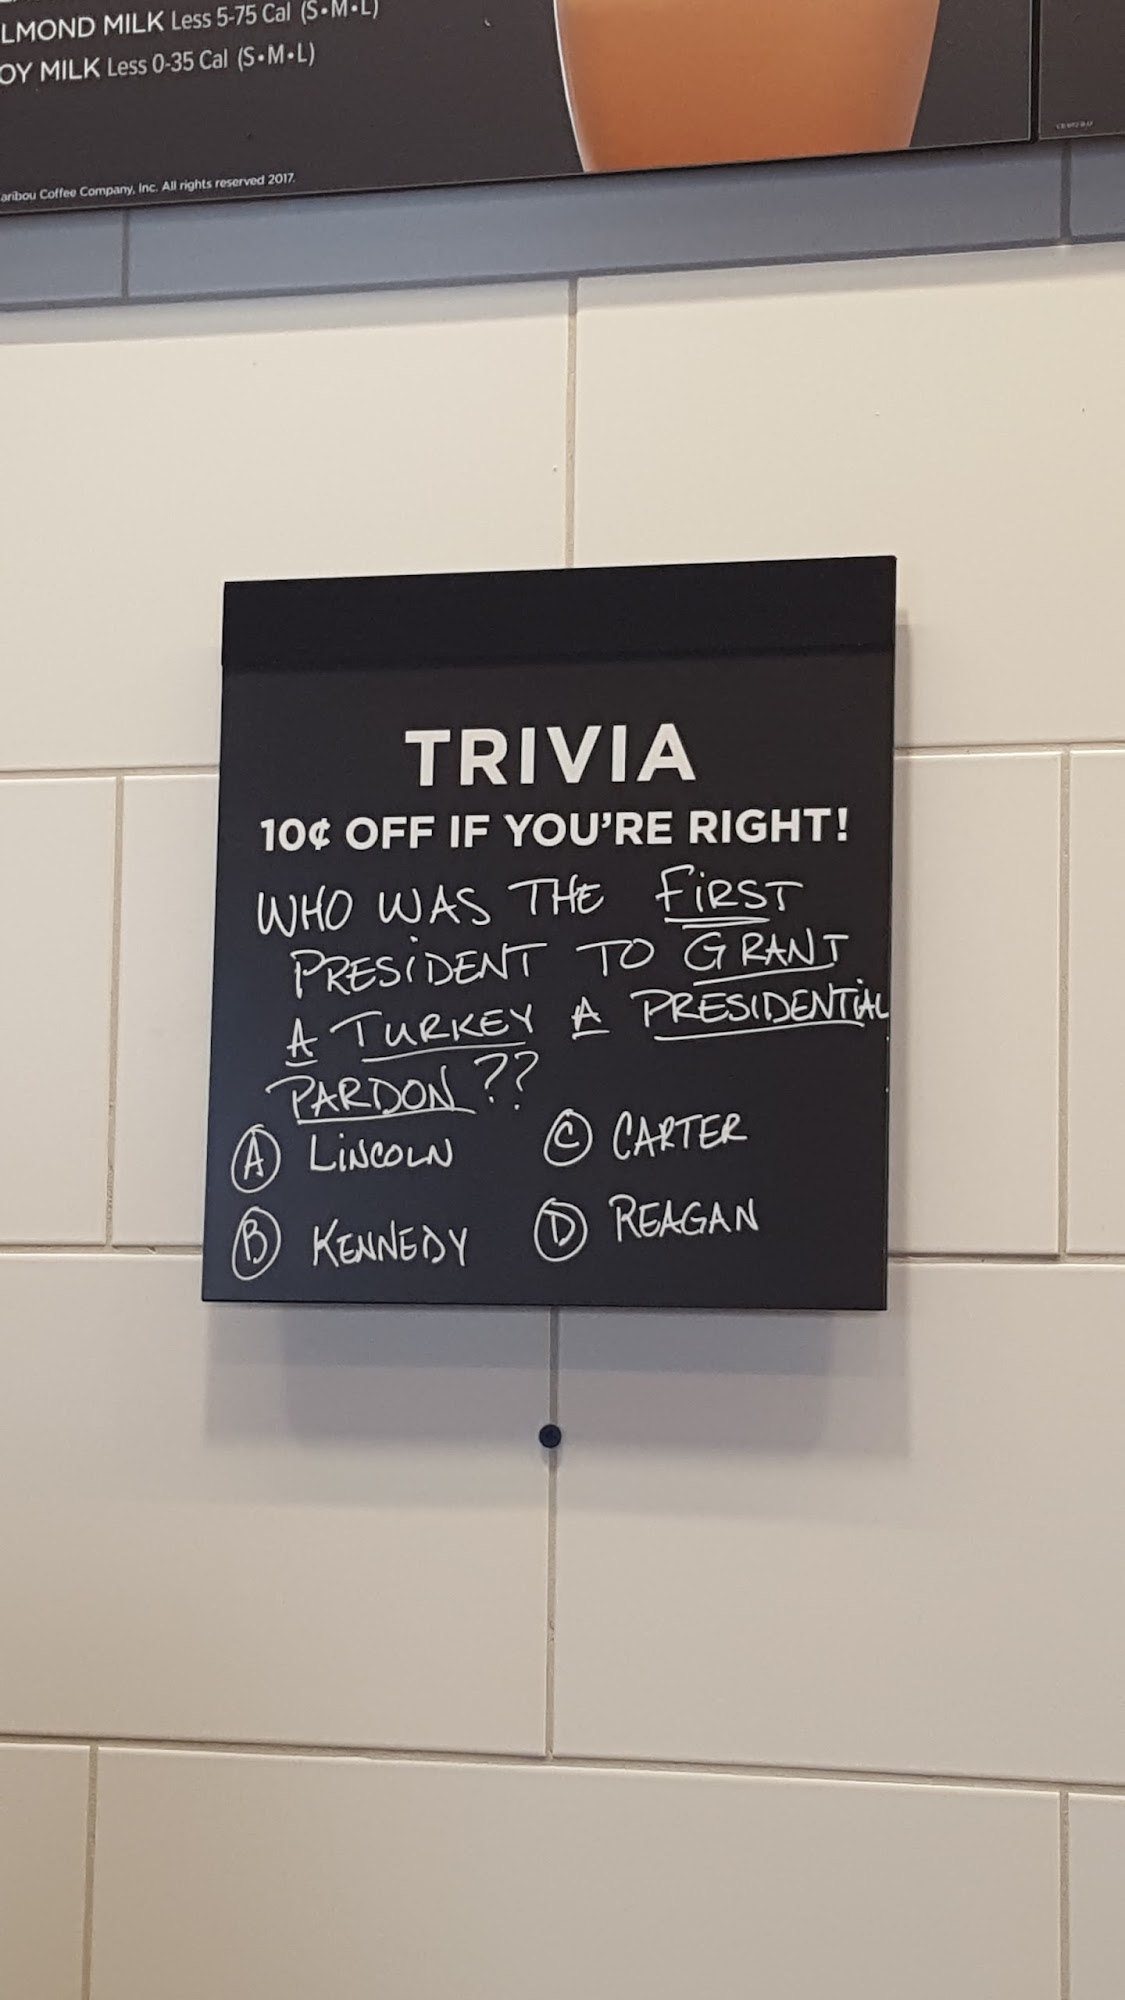 LMOND MILK Less 5-75 Cal (S•M•L)
OY MILK Less 0-35 Cal (S•M•L)
aribou Coffee Company, Inc. All rights reserved 2017.
TRIVIA
10¢ OFF IF YOU'RE RIGHT!
WHO WAS THE FIRST
PRESIDENT TO GRANT
A TURKEY A PRESIDENTIAL
PARDON??
A LINCOLN
B KENNEDY
C CARTER
D REAGAN